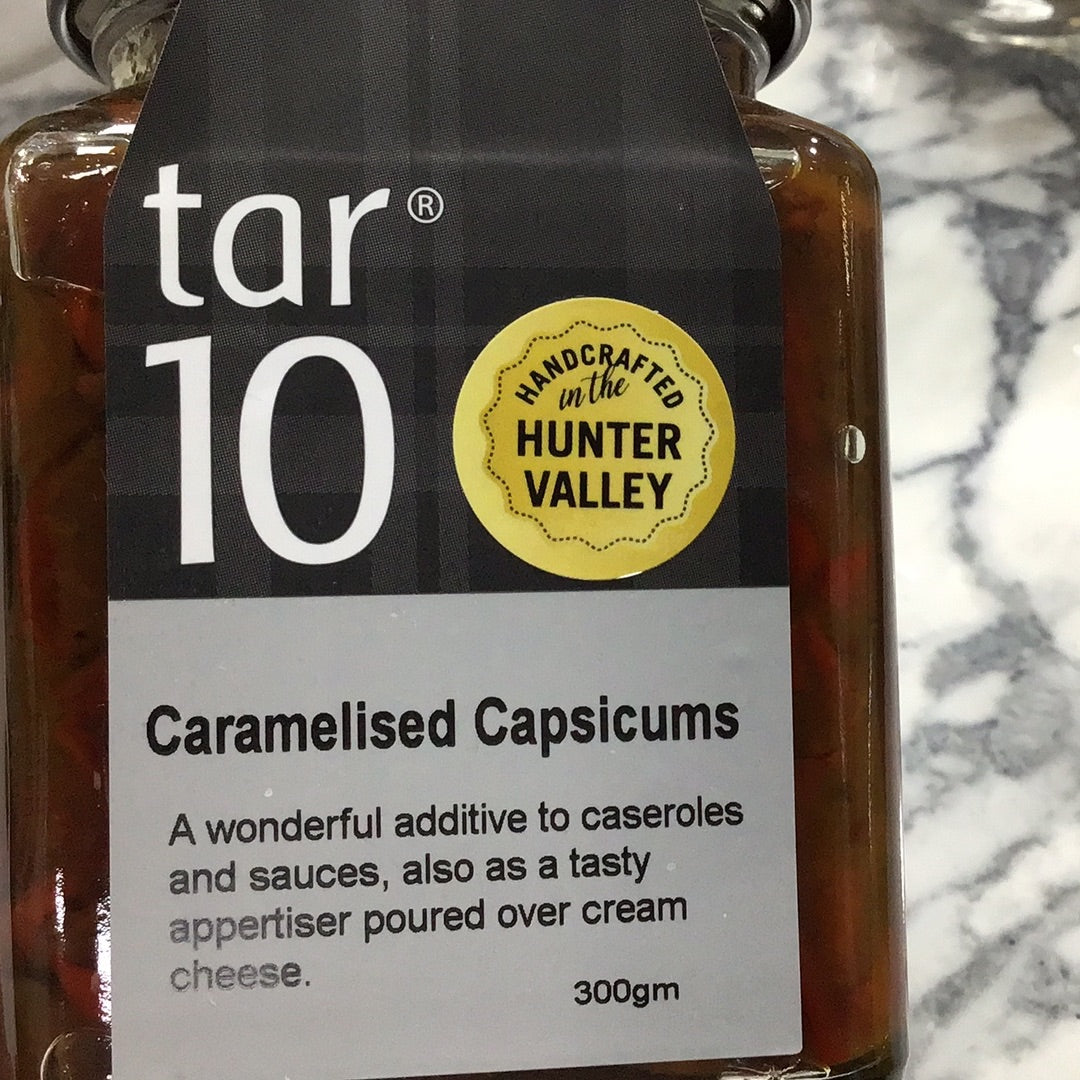 tar®
10
HANDCRAFTED
in the
HUNTER
VALLEY
Caramelised Capsicums
A wonderful additive to caseroles
and sauces, also as a tasty
appertiser poured over cream
cheese.
300gm